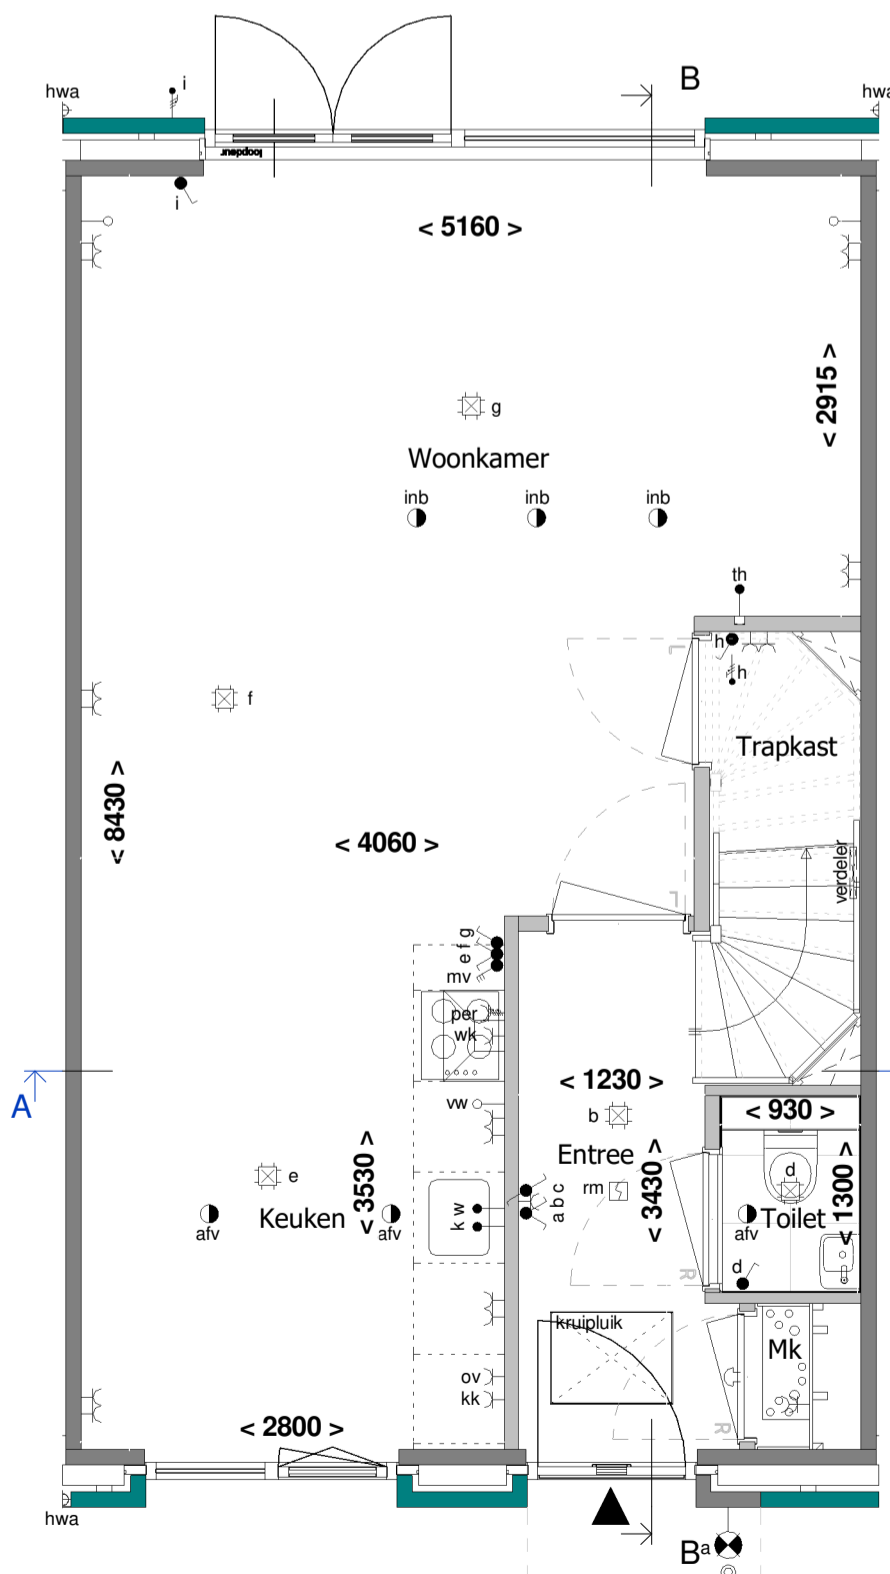 B
hwa
i
hwa
loopdeur
i
< 5160 >
< 2915 >
g
Woonkamer
inb
inb
inb
th
h
h
L
f
Trapkast
< 8430 >
< 4060 >
verdeler
L
e f g
mv
per
wk
A
< 1230 >
< 930 >
vw
b
Entree
d
e
< 3530 >
rm
a b c
< 3430 >
< 1300 >
k w
Keuken
Toilet
afv
afv
afv
d
R
kruipluik
Mk
ov
kk
< 2800 >
R
hwa
B
a